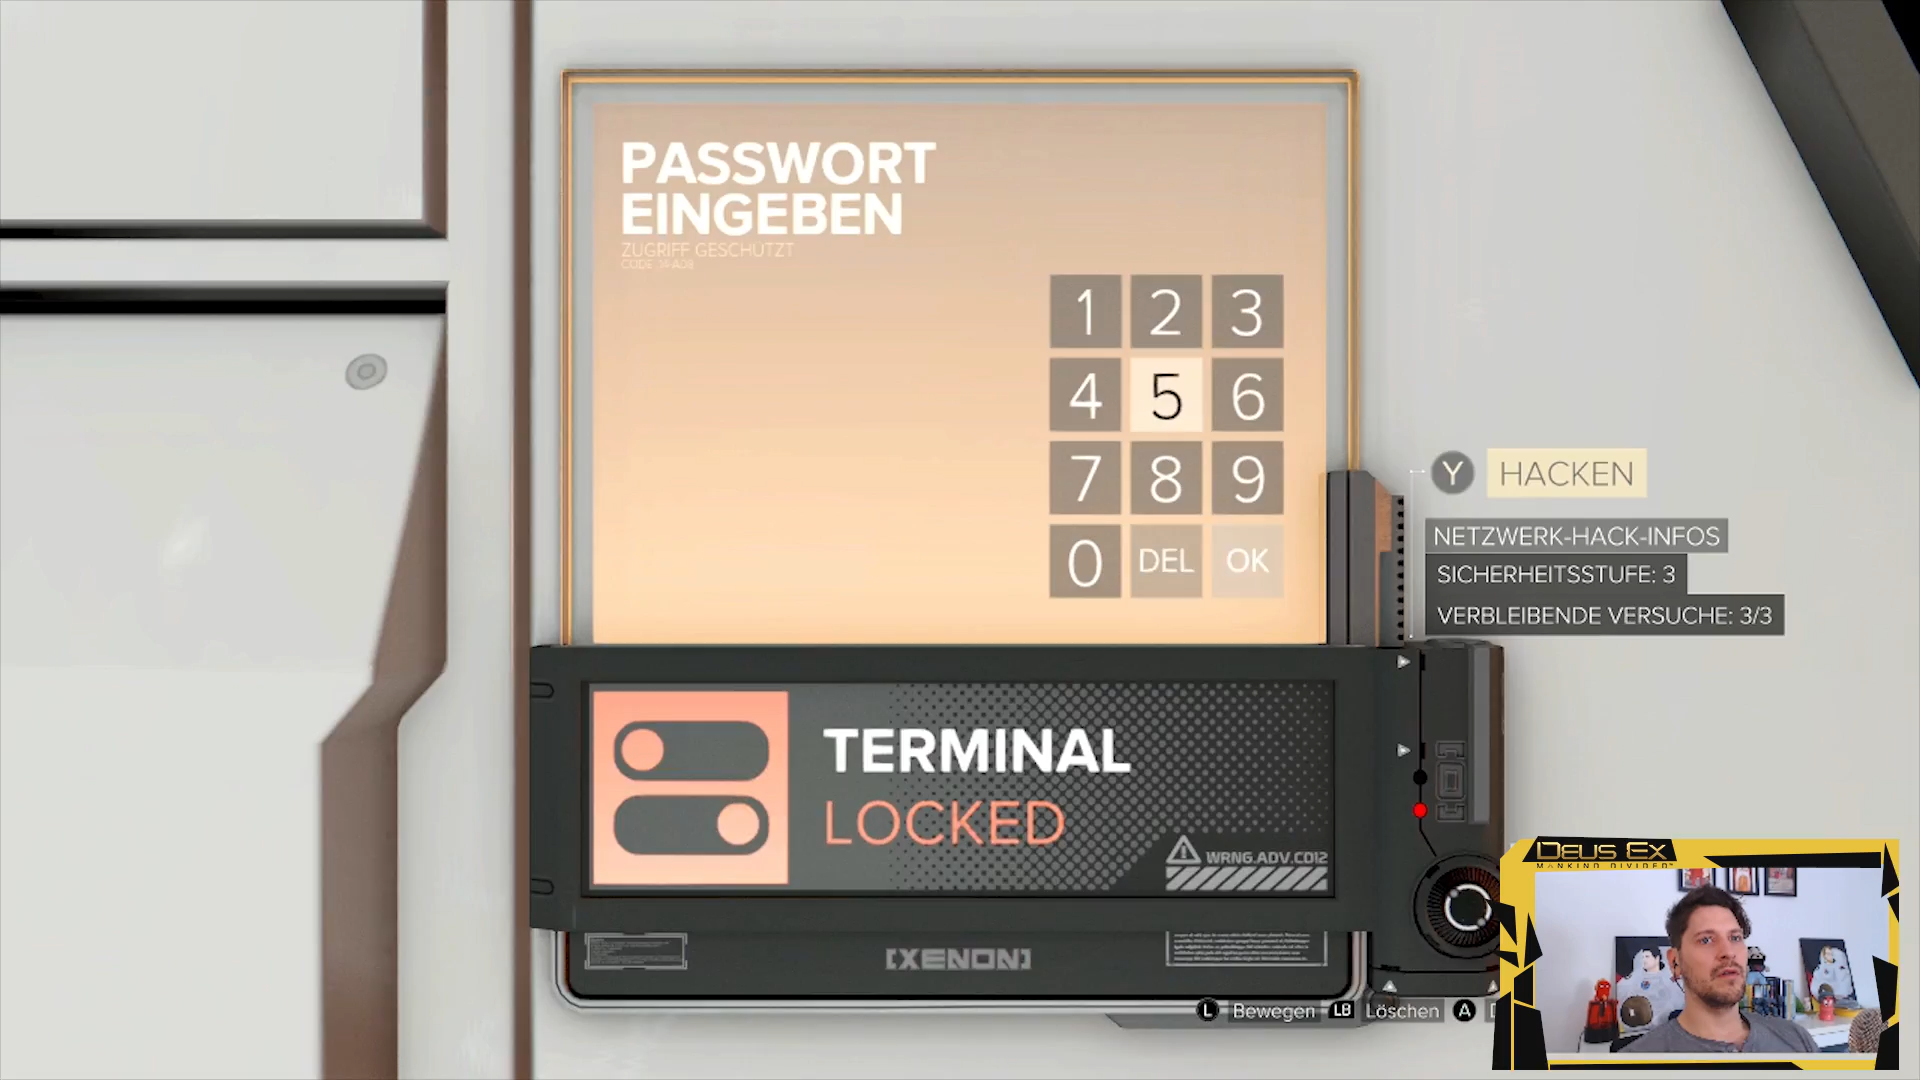 PASSWORT
EINGEBEN
ZUGRIFF GESCHÜTZT
1 2 3
4 5 6
7 8 9
0 DEL OK
Y HACKEN
NETZWERK-HACK-INFOS
SICHERHEITSSTUFE: 3
VERBLEIBENDE VERSUCHE: 3/3
TERMINAL
LOCKED
WRNG.ADV.CD12
[XENON]
L Bewegen LB Löschen A
DEUS EX
MANKIND DIVIDED